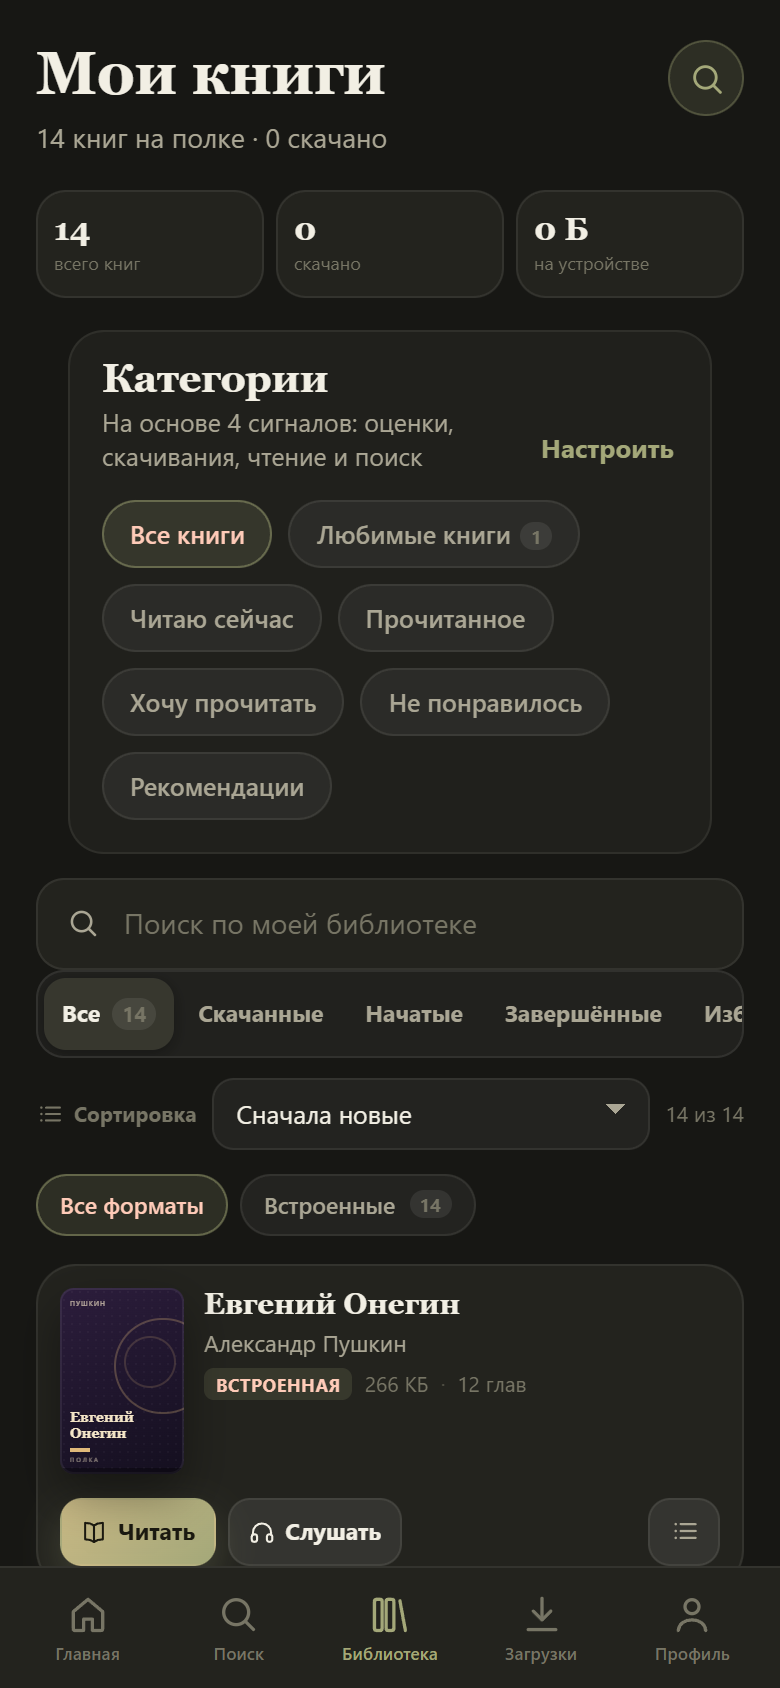 Мои книги
14 книг на полке · 0 скачано
14
всего книг
0
скачано
0 Б
на устройстве
Категории
На основе 4 сигналов: оценки,
скачивания, чтение и поиск
Настроить
Все книги
Любимые книги 1
Читаю сейчас
Прочитанное
Хочу прочитать
Не понравилось
Рекомендации
Поиск по моей библиотеке
Все 14
Скачанные
Начатые
Завершённые
Изб
Сортировка
Сначала новые
14 из 14
Все форматы
Встроенные 14
ПУШКИН
Евгений
Онегин
ПОЛКА
Евгений Онегин
Александр Пушкин
ВСТРОЕННАЯ 266 КБ · 12 глав
Читать
Слушать
Главная
Поиск
Библиотека
Загрузки
Профиль